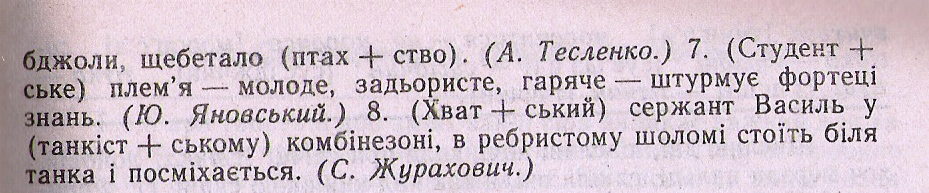 бджоли, щебетало (птах + ство). (А. Тесленко.) 7. (Студент +
ське) плем’я — молоде, задьористе, гаряче — штурмує фортеці
знань. (Ю. Яновський.) 8. (Хват + ський) сержант Василь у
(танкіст + ському) комбінезоні, в ребристому шоломі стоїть біля
танка і посміхається. (С. Журахович.)